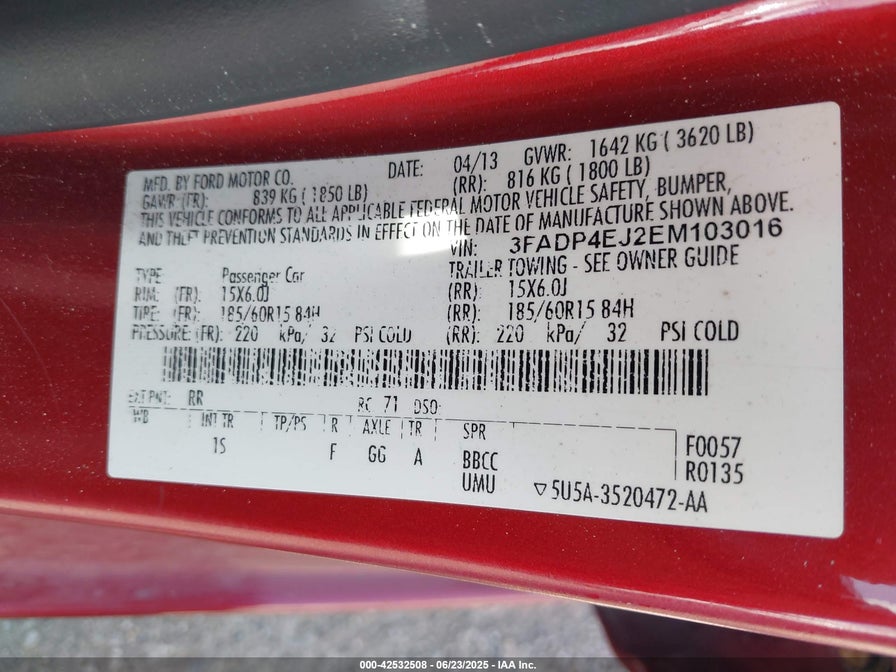 MFD. BY FORD MOTOR CO. DATE: 04/13 GVWR: 1642 KG ( 3620 LB)
GAWR: (FR): 839 KG ( 1850 LB) (RR): 816 KG ( 1800 LB)
THIS VEHICLE CONFORMS TO ALL APPLICABLE FEDERAL MOTOR VEHICLE SAFETY, BUMPER,
AND THEFT PREVENTION STANDARDS IN EFFECT ON THE DATE OF MANUFACTURE SHOWN ABOVE.
VIN: 3FADP4EJ2EM103016
TYPE: Passenger Car TRAILER TOWING - SEE OWNER GUIDE
RIM: (FR): 15X6.0J (RR): 15X6.0J
TIRE: (FR): 185/60R15 84H (RR): 185/60R15 84H
PRESSURE: (FR): 220 kPa/ 32 PSI COLD (RR): 220 kPa/ 32 PSI COLD
EXT PNT: RR RC: 71 DSO:
WB INT TR TP/PS R AXLE TR SPR F0057
1S F GG A BBCC R0135
UMU ▽5U5A-3520472-AA
000-42532508 - 06/23/2025 - IAA Inc.